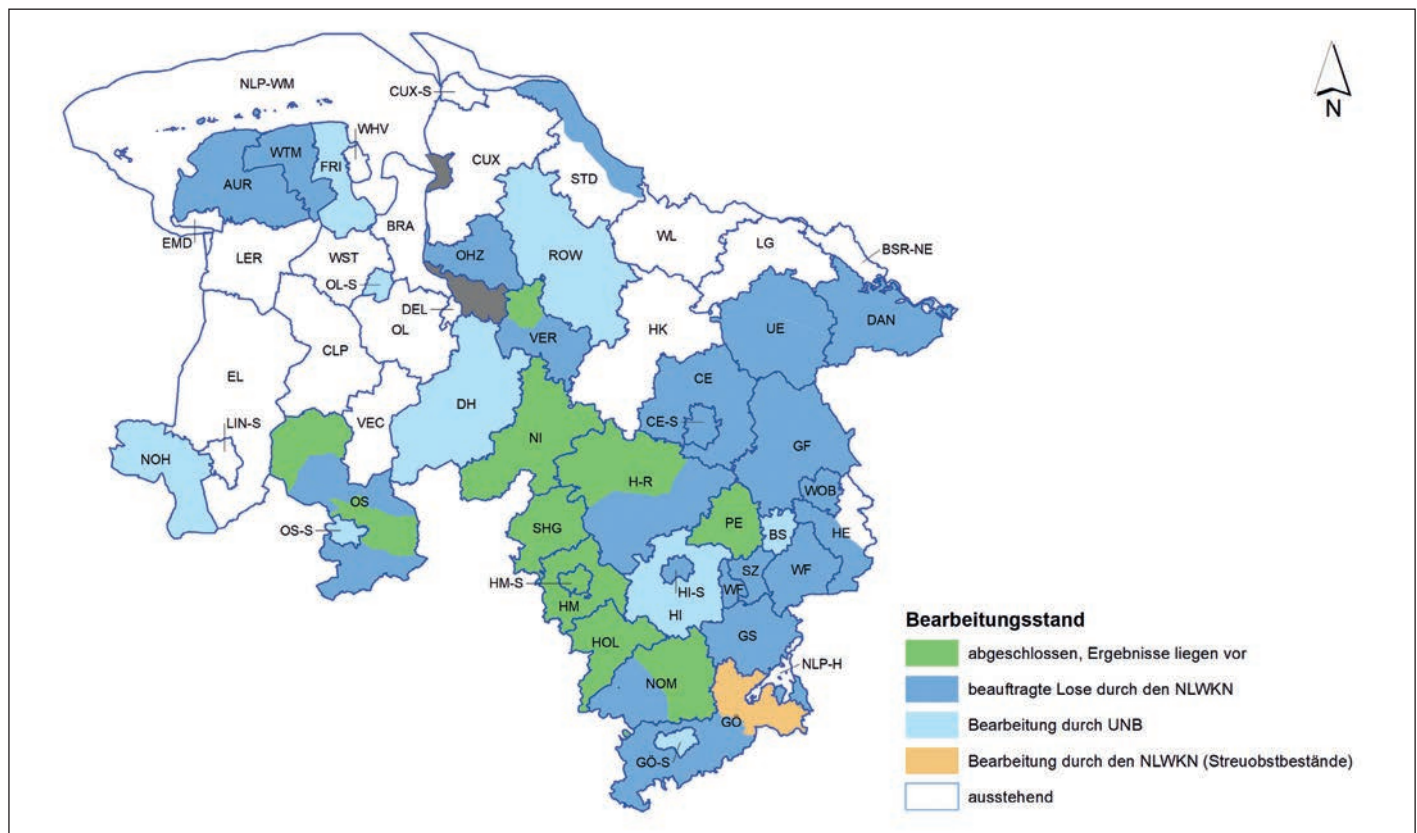 N
NLP-WM
CUX-S
WHV
WTM
FRI
CUX
AUR
STD
BRA
WL
LG
EMD
BSR-NE
OHZ
ROW
LER
WST
OL-S
DEL
OL
VER
HK
UE
DAN
CLP
CE
EL
DH
VEC
LIN-S
CE-S
GF
NI
NOH
H-R
WOB
OS
SHG
PE
BS
HE
OS-S
HM-S
SZ
WF
HI-S
WF
HM
HI
HOL
GS
NLP-H
NOM
GÖ
GÖ-S
Bearbeitungsstand
abgeschlossen, Ergebnisse liegen vor
beauftragte Lose durch den NLWKN
Bearbeitung durch UNB
Bearbeitung durch den NLWKN (Streuobstbestände)
ausstehend